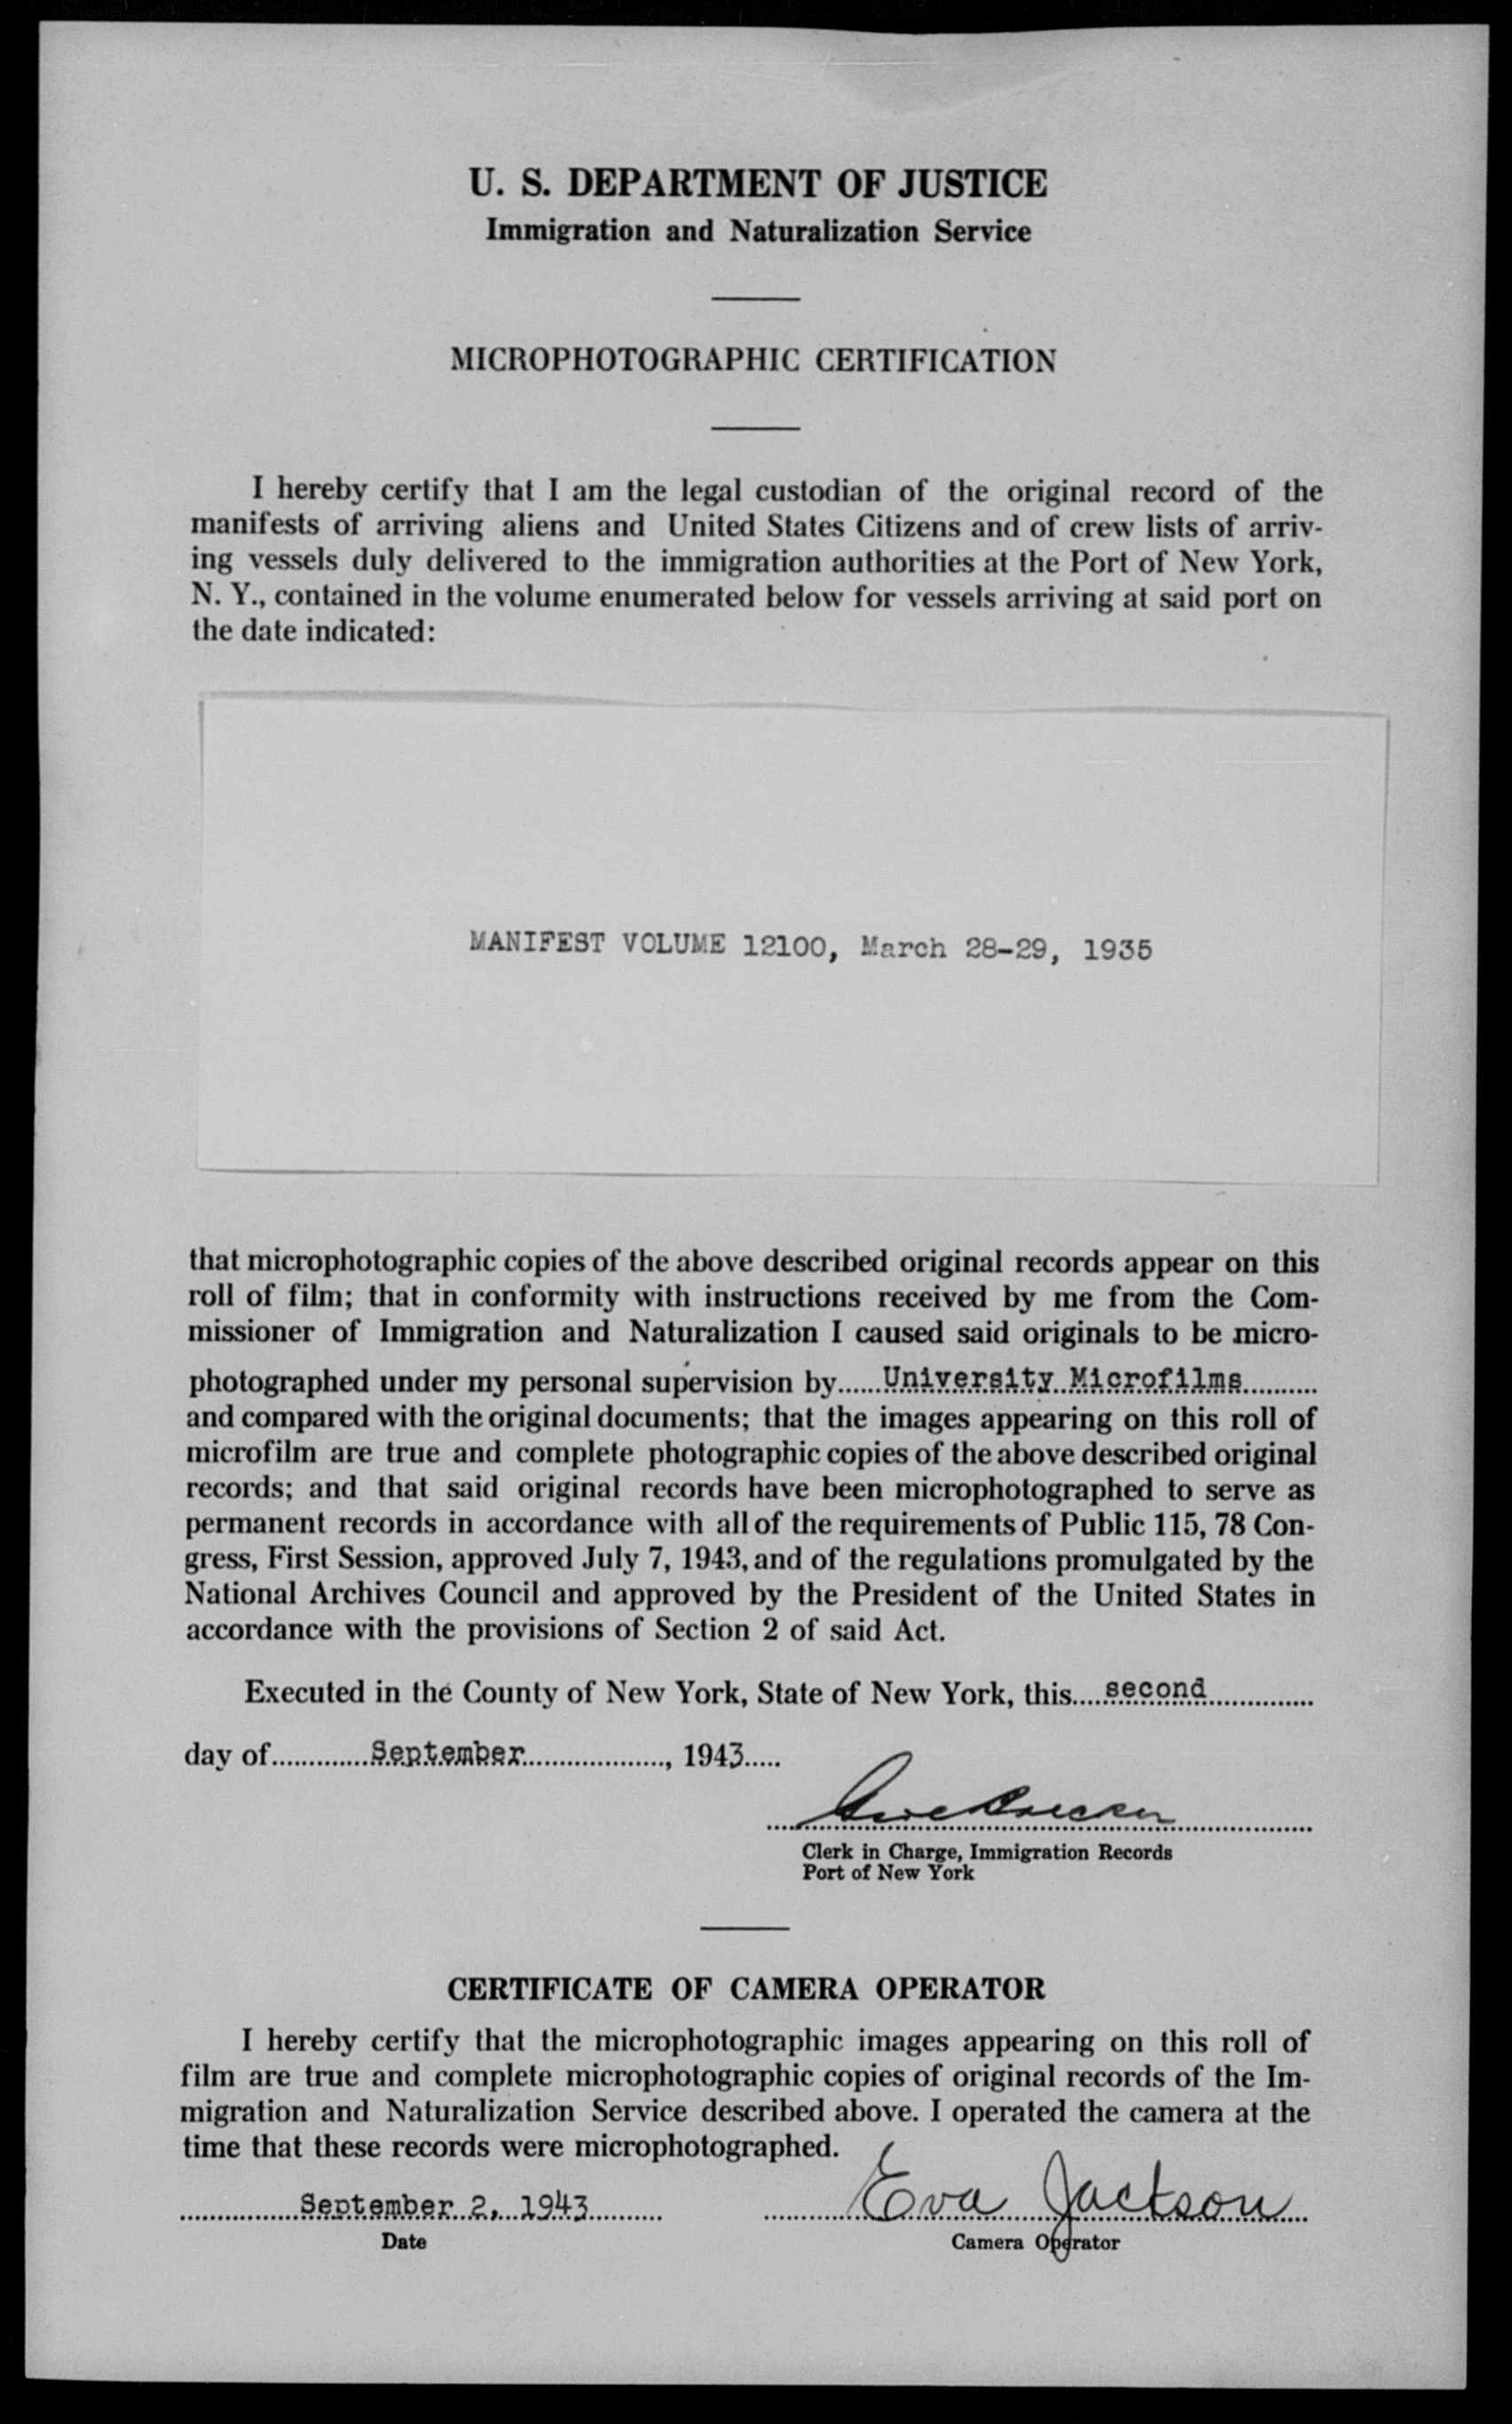 U. S. DEPARTMENT OF JUSTICE
Immigration and Naturalization Service
MICROPHOTOGRAPHIC CERTIFICATION
I hereby certify that I am the legal custodian of the original record of the
manifests of arriving aliens and United States Citizens and of crew lists of arriv-
ing vessels duly delivered to the immigration authorities at the Port of New York,
N. Y., contained in the volume enumerated below for vessels arriving at said port on
the date indicated:
MANIFEST VOLUME 12100, March 28-29, 1935
that microphotographic copies of the above described original records appear on this
roll of film; that in conformity with instructions received by me from the Com-
missioner of Immigration and Naturalization I caused said originals to be micro-
photographed under my personal supervision by......University Microfilms..........
and compared with the original documents; that the images appearing on this roll of
microfilm are true and complete photographic copies of the above described original
records; and that said original records have been microphotographed to serve as
permanent records in accordance with all of the requirements of Public 115, 78 Con-
gress, First Session, approved July 7, 1943, and of the regulations promulgated by the
National Archives Council and approved by the President of the United States in
accordance with the provisions of Section 2 of said Act.
Executed in the County of New York, State of New York, this.....second..............
day of.............September..................., 1943.....
Clerk in Charge, Immigration Records
Port of New York
CERTIFICATE OF CAMERA OPERATOR
I hereby certify that the microphotographic images appearing on this roll of
film are true and complete microphotographic copies of original records of the Im-
migration and Naturalization Service described above. I operated the camera at the
time that these records were microphotographed.
September 2, 1943 Eva Jackson
Date Camera Operator